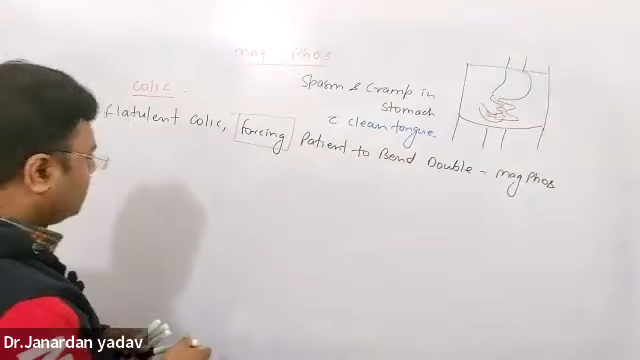 mag Phos
Colic :
Spasm & Cramp in
stomach
c clean tongue.
flatulent colic, forcing Patient to Bend Double - mag Phos
Dr.Janardan yadav